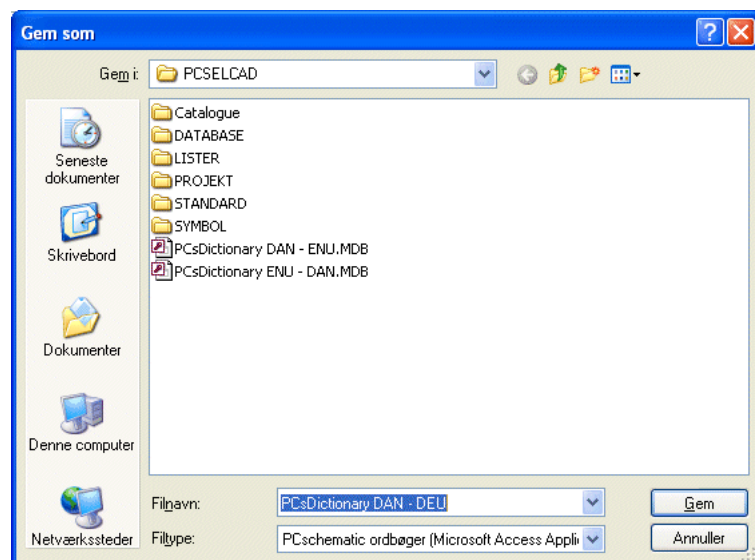 Gem som
Gem i: PCSELCAD
Catalogue
DATABASE
LISTER
PROJEKT
STANDARD
SYMBOL
PCsDictionary DAN - ENU.MDB
PCsDictionary ENU - DAN.MDB
Seneste
dokumenter
Skrivebord
Dokumenter
Denne computer
Netværkssteder
Filnavn: PCsDictionary DAN - DEU Gem
Filtype: PCschematic ordbøger (Microsoft Access Appli Annuller